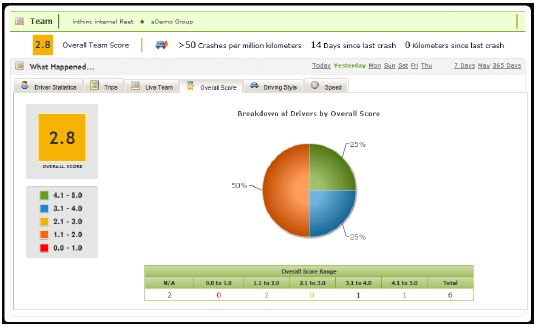 Team inthinc internal fleet aDemo Group
2.8 Overall Team Score >50 Crashes per million kilometers 14 Days since last crash 0 Kilometers since last crash
What Happened... Today Yesterday Mon Sun Sat Fri Thu 7 Days May 365 Days
Driver Statistics Trips Live Team Overall Score Driving Style Speed
2.8
OVERALL SCORE
4.1 - 5.0
3.1 - 4.0
2.1 - 3.0
1.1 - 2.0
0.0 - 1.0
Breakdown of Drivers by Overall Score
25%
50%
25%
Overall Score Range
N/A 0.0 to 1.0 1.1 to 2.0 2.1 to 3.0 3.1 to 4.0 4.1 to 5.0 Total
2 0 2 0 1 1 6